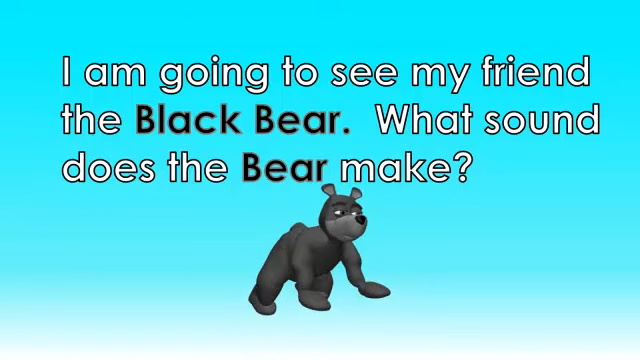 I am going to see my friend
the Black Bear.  What sound
does the Bear make?